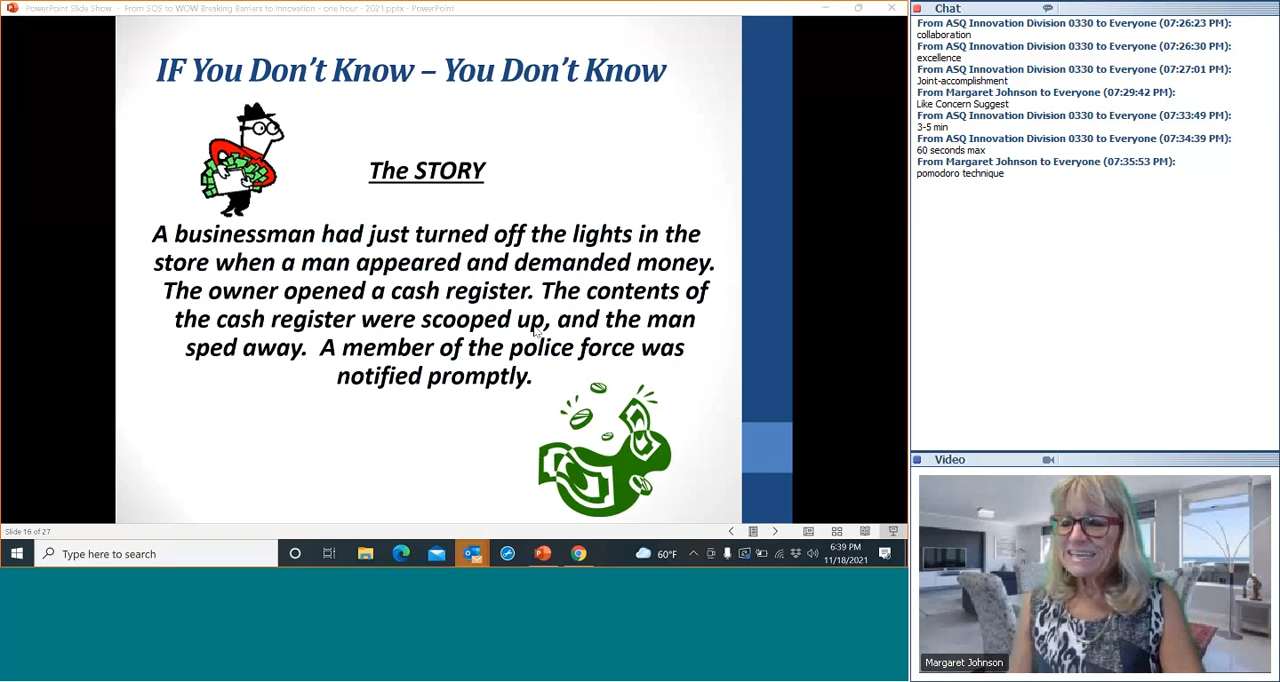 PowerPoint Slide Show - From SOS to WOW Breaking Barriers to Innovation - one hour - 2021.pptx - PowerPoint
IF You Don't Know – You Don't Know
The STORY
A businessman had just turned off the lights in the
store when a man appeared and demanded money.
The owner opened a cash register. The contents of
the cash register were scooped up, and the man
sped away. A member of the police force was
notified promptly.
Slide 16 of 27
Type here to search
60°F
6:39 PM
11/18/2021
Chat
From ASQ Innovation Division 0330 to Everyone (07:26:23 PM):
collaboration
From ASQ Innovation Division 0330 to Everyone (07:26:30 PM):
excellence
From ASQ Innovation Division 0330 to Everyone (07:27:01 PM):
Joint-accomplishment
From Margaret Johnson to Everyone (07:29:42 PM):
Like Concern Suggest
From ASQ Innovation Division 0330 to Everyone (07:33:49 PM):
3-5 min
From ASQ Innovation Division 0330 to Everyone (07:34:39 PM):
60 seconds max
From Margaret Johnson to Everyone (07:35:53 PM):
pomodoro technique
Video
Margaret Johnson